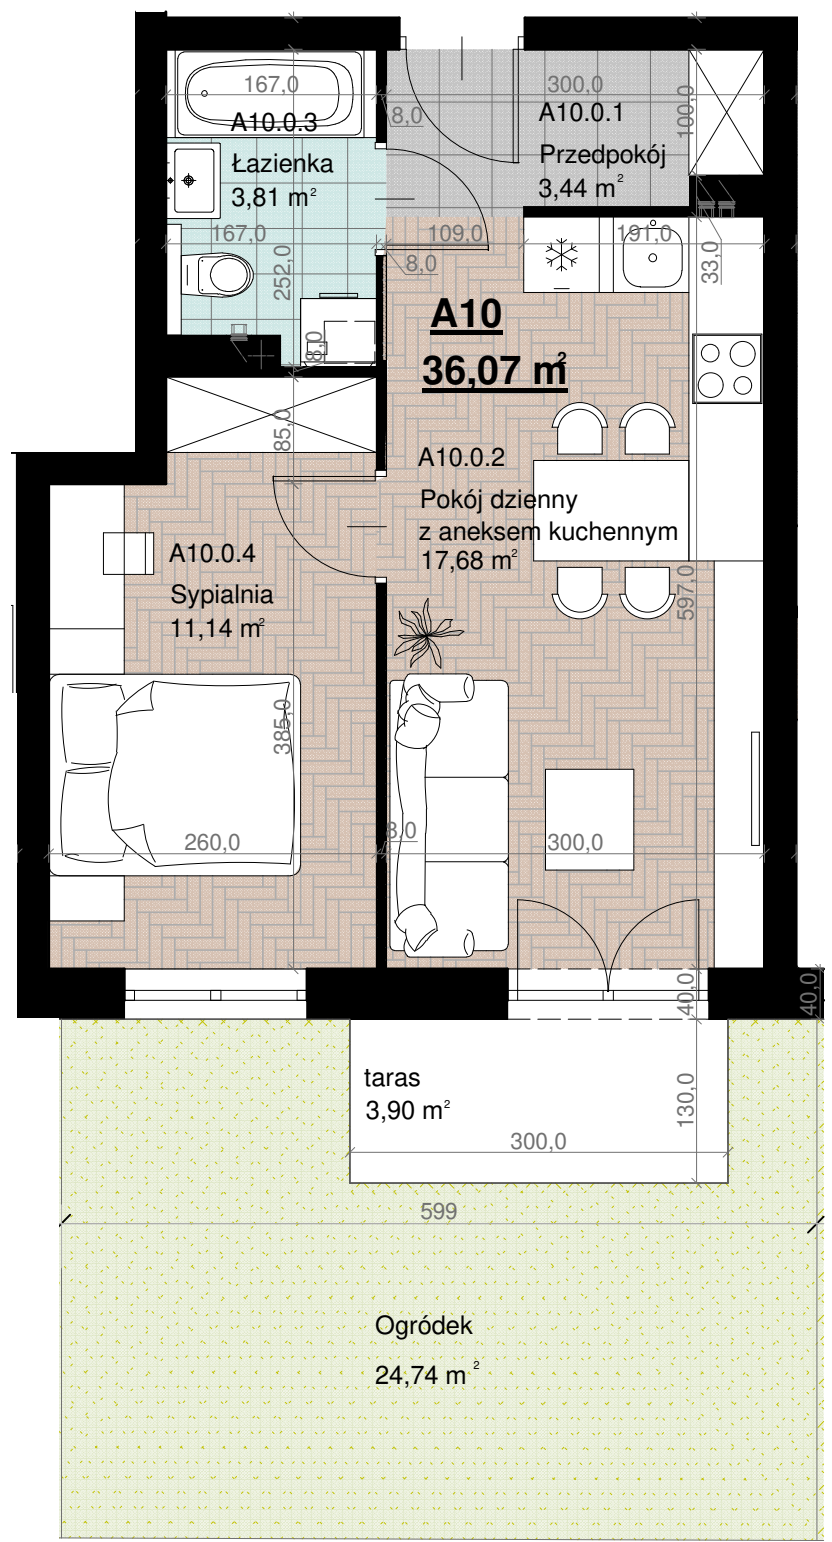 167,0
300,0
A10.0.3
8,0
A10.0.1
100,0
Łazienka
3,81 m²
Przedpokój
3,44 m²
167,0
109,0
191,0
8,0
252,0
33,0
A10
36,07 m²
8,0
85,0
A10.0.2
Pokój dzienny
z aneksem kuchennym
17,68 m²
A10.0.4
Sypialnia
11,14 m²
597,0
385,0
260,0
8,0
300,0
40,0
40,0
taras
3,90 m²
130,0
300,0
599
Ogródek
24,74 m²